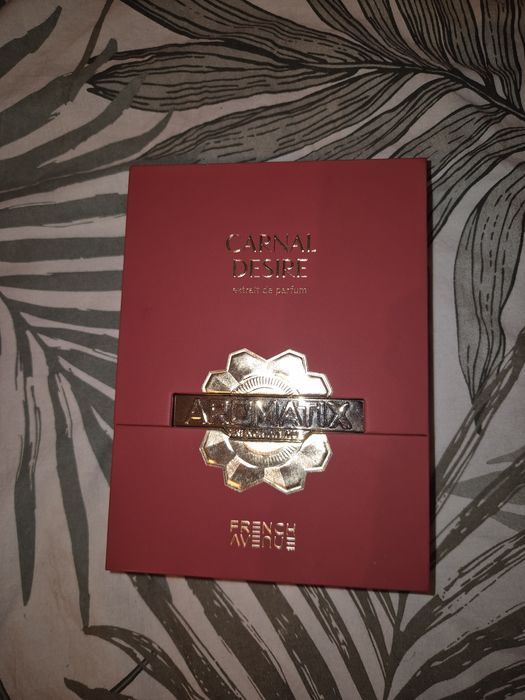 CARNAL
DESIRE
extrait de parfum
AROMATIX
FRENCH
AVENUE